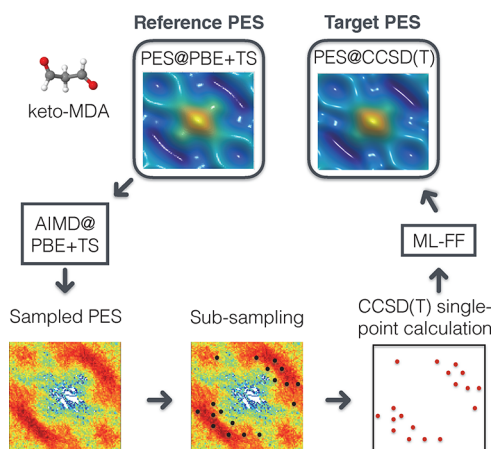 Reference PES
Target PES
PES@PBE+TS
PES@CCSD(T)
keto-MDA
AIMD@
PBE+TS
ML-FF
Sampled PES
Sub-sampling
CCSD(T) single-
point calculation